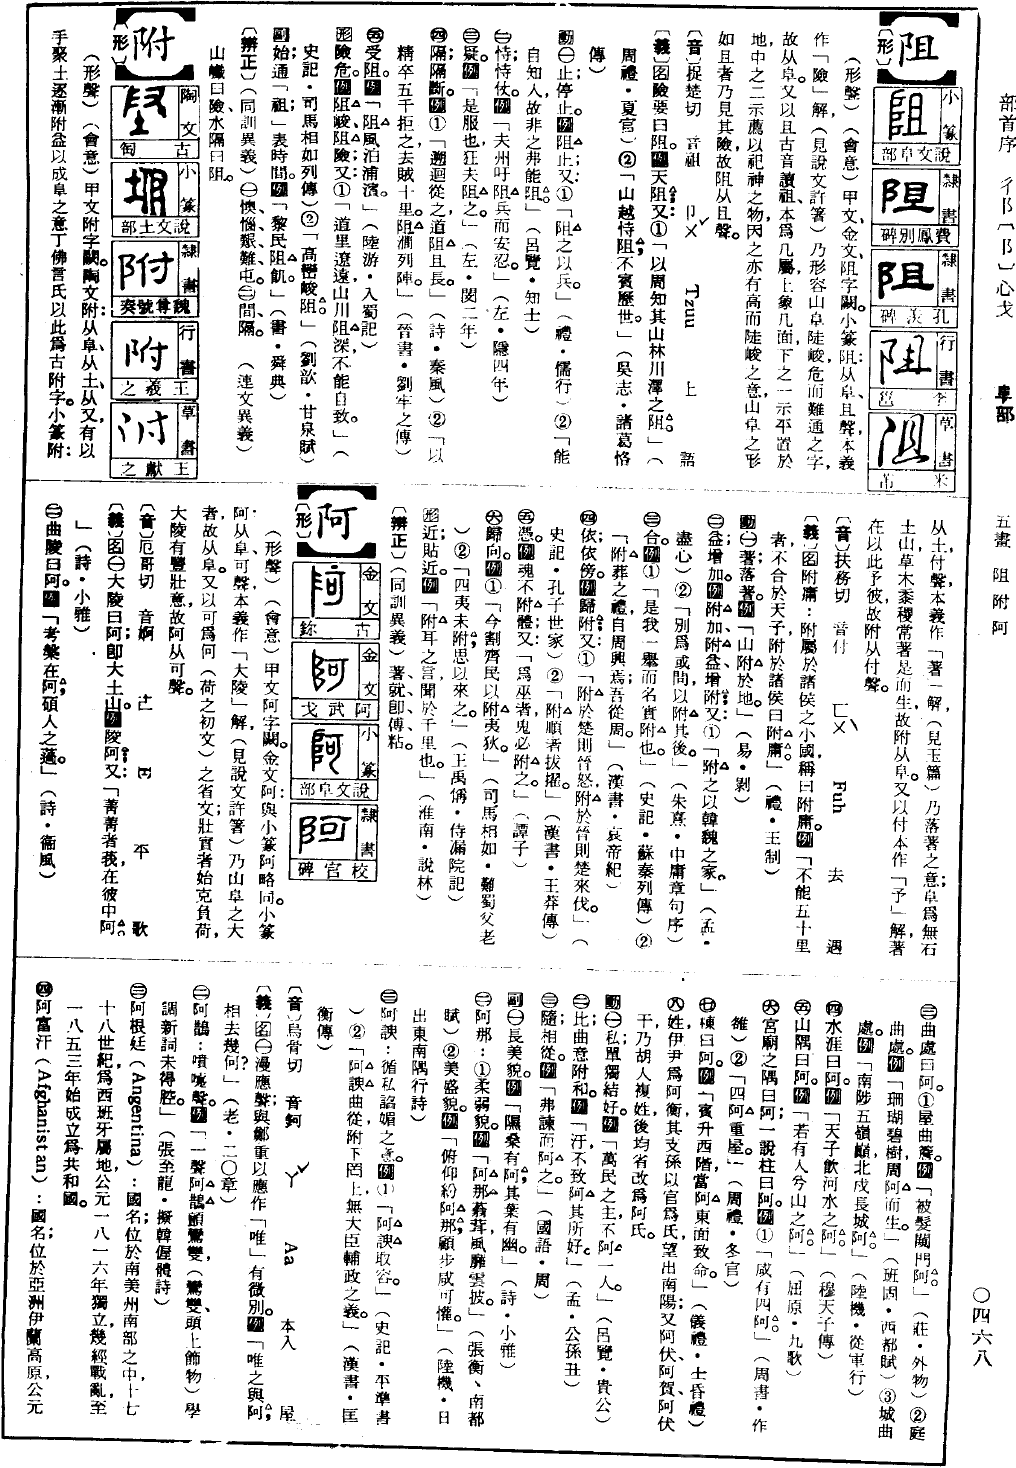 部首序 彳阝(阝)心戈 阜部 五畫 阻附阿 ○四六八
阻
〔形〕
小篆 說文阜部
隸書 費鳳別碑
隸書 孔羨碑
行書 李邕
草書 米芾
（形聲）（會意）甲文、金文阻字闕。小篆阻：从阜且聲，本義
作「險」解（見說文許箸）乃形容山阜陡峻危而難通之字，
故从阜。又以且古音讀祖，本爲几屬，上象几面，下之一示平置於
地，中之二示薦以祀神之物，因之亦有高而陡峻之意，山阜之形
如且者乃見其險，故阻从且聲。
〔音〕捉楚切 音祖 ㄗㄨˇ Tzuu 上 語
〔義〕名險要曰阻。例天阻；又：①「以周知其山林川澤之阻。」（
周禮・夏官）②「山越恃阻，不賓歷世。」（吳志・諸葛恪
傳）
動㊀止；停止。例阻止；又：①「阻之以兵。」（禮・儒行）②「能
自知人，故非之弗能阻。」（呂覽・知士）
㊁恃；恃仗。例「夫州吁阻兵而安忍。」（左・隱四年）
㊂疑。例「是服也，狂夫阻之。」（左・閔二年）
㊃隔；隔斷。例①「遡迴從之，道阻且長。」（詩・秦風）②「以
精卒五千拒之，去賊十里，阻澗列陣。」（晉書・劉牢之傳）
㊄受阻。例「阻風泊浦濱。」（陸游・入蜀記）
形險；危。例阻峻、阻險；又：①「道里遼遠，山川阻深，不能自致。」（
史記・司馬相如列傳）②「高巒峻阻。」（劉歆・甘泉賦）
副始；通「祖」；表時間。例「黎民阻飢。」（書・舜典）
〔辨正〕（同訓異義）㊀懊、惱、艱、難、屯。㊁間、隔。（連文異義）
山巇曰險，水隔曰阻。
附
〔形〕
陶文 古匋
小篆 說文土部
隸書 魏尊號奏
行書 王羲之
草書 王獻之
（形聲）（會意）甲文附字闕。陶文附：从阜、从土、从又，有以
手聚土逐漸附益以成阜之意，丁佛言氏以此爲古附字。小篆附：
从土付聲，本義作「著」解（見玉篇）乃落著之意；阜爲無石
土山，草木黍稷常著是而生，故附从阜。又以付本作「予」解，著
在以此予彼，故附从付聲。
〔音〕扶務切 音付 ㄈㄨˋ Fuh 去 遇
〔義〕名附庸：附屬於諸侯之小國稱曰附庸。例「不能五十里
者，不合於天子，附於諸侯曰附庸。」（禮・王制）
動㊀著；落著。例「山附於地。」（易・剝）
㊁益；增加。例附加、附益、增附；又：①「附之以韓魏之家。」（孟・
盡心）②「別爲或問，以附其後。」（朱熹・中庸章句序）
㊂合。例①「是我一舉而名實附也。」（史記・蘇秦列傳）②
「附葬之禮，自周興焉，吾從周。」（漢書・哀帝紀）
㊃依；依傍。例歸附；又：①「附於楚則晉怒，附於晉則楚來伐。」（
史記・孔子世家）②「附順者拔擢。」（漢書・王莽傳）
㊄憑。例魂不附體；又：「爲巫者鬼必附之。」（譚子）
㊅歸向。例①「今割齊民以附夷狄。」（司馬相如・難蜀父老
）②「四夷未附，思以來之。」（王禹偁・待漏院記）
形近；貼近。例「附耳之言聞於千里也。」（淮南・說林）
〔辨正〕（同訓異義）著、就、卽、傅、粘。
阿
〔形〕
金文 古鉨
金文 阿武戈
小篆 說文阜部
隸書 校官碑
（形聲）（會意）甲文阿字闕。金文阿：與小篆阿略同。小篆
阿：从阜、可聲，本義作「大陵」解（見說文許箸）乃山阜之大
者，故从阜。又以可爲何（荷之初文）之省文；壯實者始克負荷，
大陵有豐壯意，故阿从可聲。
〔音〕厄哥切 音婀 ㄜ 平 歌
〔義〕名㊀大陵曰阿；卽大土山。例陵阿；又：「菁菁者莪，在彼中阿。
」（詩・小雅）
㊁曲陵曰阿。例「考槃在阿，碩人之薖。」（詩・衞風）
㊂曲處曰阿。①屋曲簷。例「被髮闚門阿。」（莊・外物）②庭
曲處。例「珊瑚碧樹，周阿而生。」（班固・西都賦）③城曲
處。例「南陟五嶺巔，北戍長城阿。」（陸機・從軍行）
㊃水涯曰阿。例「天子飲河水之阿。」（穆天子傳）
㊄山隅曰阿。例「若有人兮山之阿。」（屈原・九歌）
㊅宮廟之隅曰阿；一說柱曰阿。例①「咸有四阿。」（周書・作
雒）②「四阿重屋。」（周禮・冬官）
㊆棟曰阿。例「賓升西階，當阿，東面致命。」（儀禮・士昏禮）
㊇姓，伊尹爲阿衡，其支孫以官爲氏，望出南陽；又阿伏、阿賀、阿伏
干乃胡人複姓，後均省改爲阿氏。
動㊀私；單獨結好。例「萬民之主，不阿一人。」（呂覽・貴公）
㊁比；曲意附和。例「汙不致阿其所好。」（孟・公孫丑）
㊂隨；相從。例「弗諫而阿之。」（國語・周）
副㊀長美貌。例「隰桑有阿，其葉有幽。」（詩・小雅）
㊁阿那：①柔弱貌。例「阿那蓊茸，風靡雲披。」（張衡・南都
賦）②美盛貌。例「俯仰紛阿那，顧步咸可懽。」（陸機・日
出東南隅行詩）
㊂阿諛：循私諂媚之意。例①「阿諛取容。」（史記・平準書
）②「阿諛曲從，附下罔上，無大臣輔政之義。」（漢書・匡
衡傳）
〔音〕烏骨切 音䥈 ㄚˇ Aa 本入 屋
〔義〕名㊀漫應聲；與鄭重以應作「唯」有微別。例「唯之與阿，
相去幾何？」（老・二○章）
㊁阿鵲：噴嚏聲。例「一聲阿鵲顫鸞雙（鸞雙：頭上飾物），學
調新詞未得腔。」（張至龍・擬韓偓體詩）
㊂阿根廷（Angentina）：國名，位於南美州南部之中；十七、
十八世紀爲西班牙屬地，公元一八一六年獨立，幾經戰亂，至
一八五三年始成立爲共和國。
㊃阿富汗（Afghanistan）：國名；位於亞洲伊蘭高原，公元